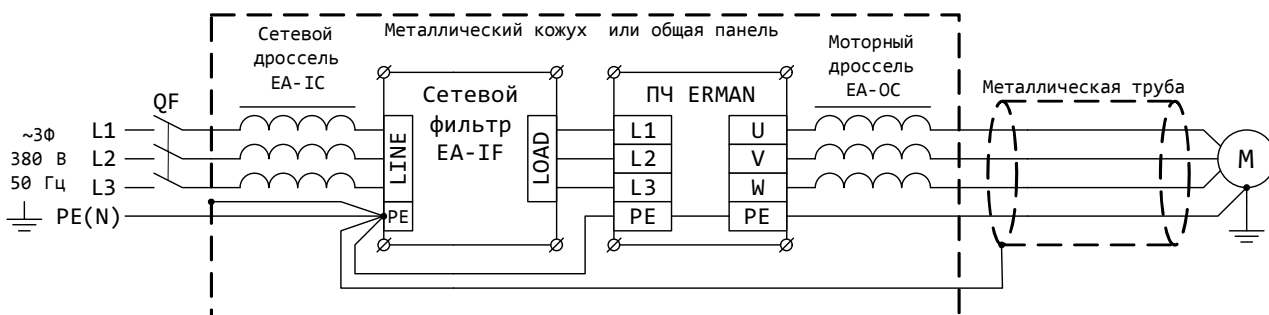 Сетевой
дроссель
EA-IC
Металлический кожух или общая панель
Моторный
дроссель
EA-OC
Металлическая труба
QF
Сетевой
фильтр
EA-IF
ПЧ ERMAN
~3Ф
380 В
50 Гц
L1
L2
L3
PE(N)
LINE
PE
LOAD
L1
L2
L3
PE
U
V
W
PE
M